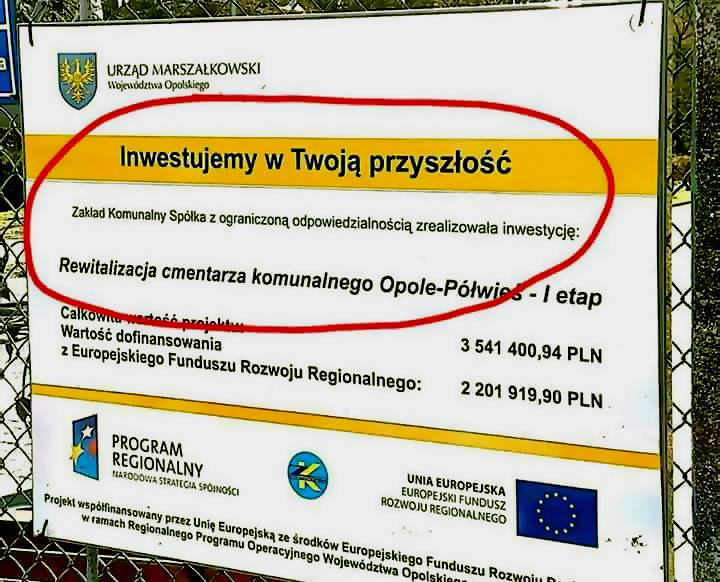 URZĄD MARSZAŁKOWSKI
Województwa Opolskiego
Inwestujemy w Twoją przyszłość
Zakład Komunalny Spółka z ograniczoną odpowiedzialnością zrealizowała inwestycję:
Rewitalizacja cmentarza komunalnego Opole-Półwieś - I etap
Całkowita wartość projektu: 3 541 400,94 PLN
Wartość dofinansowania
z Europejskiego Funduszu Rozwoju Regionalnego: 2 201 919,90 PLN
PROGRAM
REGIONALNY
NARODOWA STRATEGIA SPÓJNOŚCI
ZK
UNIA EUROPEJSKA
EUROPEJSKI FUNDUSZ
ROZWOJU REGIONALNEGO
Projekt współfinansowany przez Unię Europejską ze środków Europejskiego Funduszu Rozwoju
w ramach Regionalnego Programu Operacyjnego Województwa Opolskiego